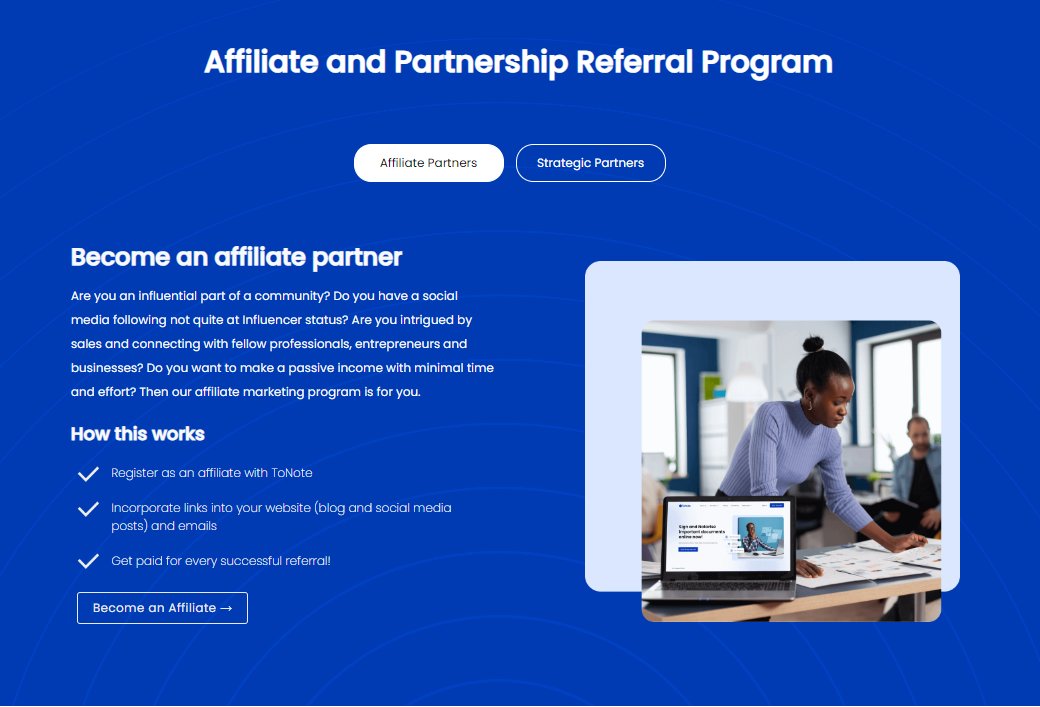 Affiliate and Partnership Referral Program
Affiliate Partners
Strategic Partners
Become an affiliate partner
Are you an influential part of a community? Do you have a social
media following not quite at Influencer status? Are you intrigued by
sales and connecting with fellow professionals, entrepreneurs and
businesses? Do you want to make a passive income with minimal time
and effort? Then our affiliate marketing program is for you.
How this works
Register as an affiliate with ToNote
Incorporate links into your website (blog and social media
posts) and emails
Get paid for every successful referral!
Become an Affiliate →
Sign and Notarise
important documents
online now!